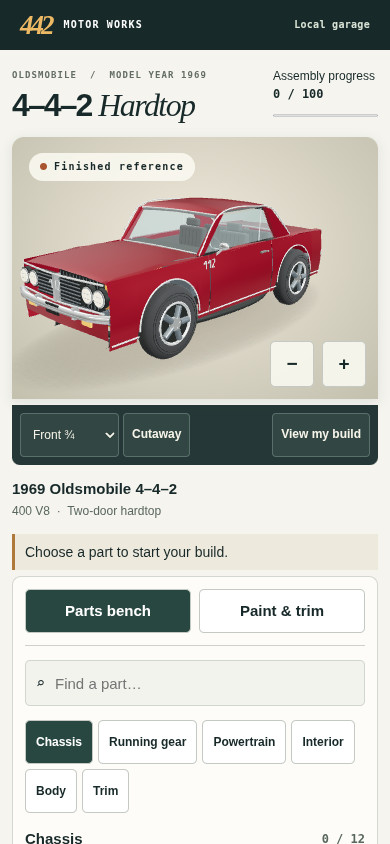 442 MOTOR WORKS
Local garage
OLDSMOBILE / MODEL YEAR 1969
4–4–2 Hardtop
Assembly progress
0 / 100
Finished reference
442
− +
Front ¾
Cutaway
View my build
1969 Oldsmobile 4–4–2
400 V8 · Two-door hardtop
Choose a part to start your build.
Parts bench
Paint & trim
Find a part…
Chassis
Running gear
Powertrain
Interior
Body
Trim
Chassis
0 / 12